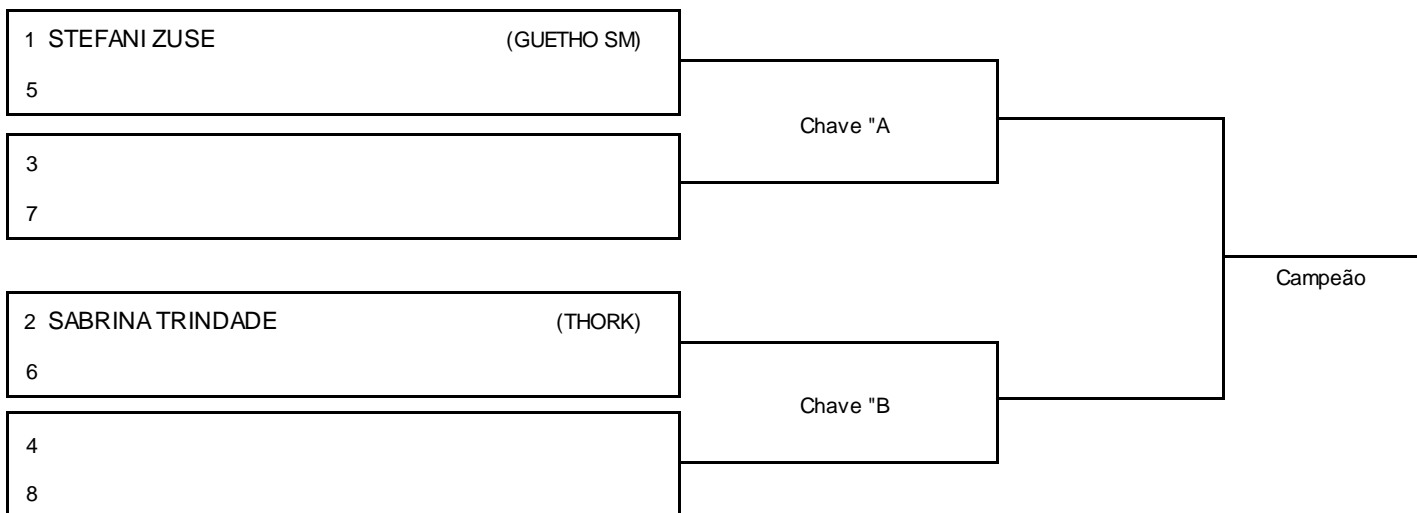 1 STEFANI ZUSE (GUETHO SM)
5
Chave "A
3
7
Campeão
2 SABRINA TRINDADE (THORK)
6
Chave "B
4
8